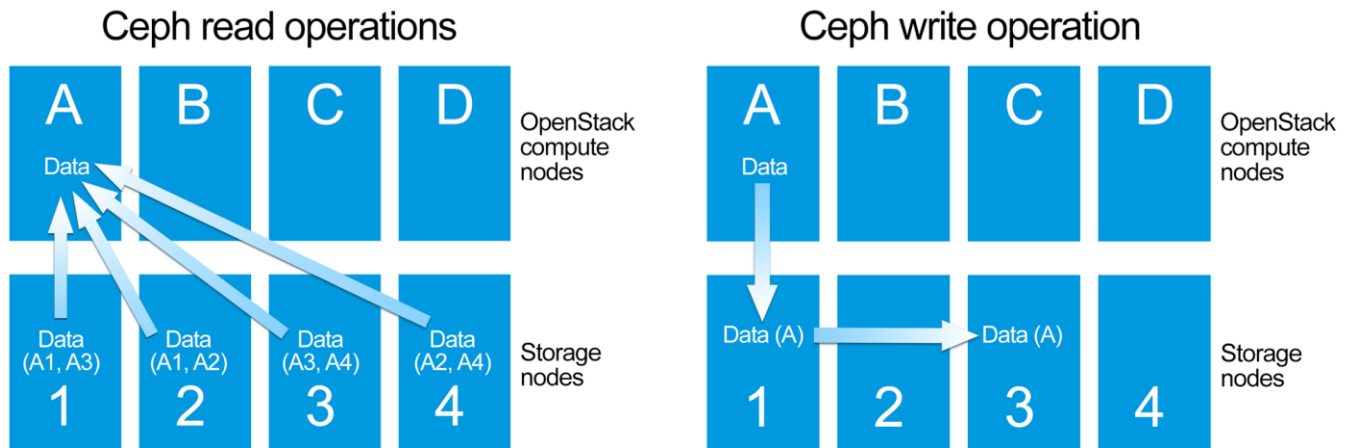 Ceph read operations
A
B
C
D
Data
OpenStack
compute
nodes
Data
(A1, A3)
1
Data
(A1, A2)
2
Data
(A3, A4)
3
Data
(A2, A4)
4
Storage
nodes
Ceph write operation
A
B
C
D
Data
OpenStack
compute
nodes
Data (A)
Data (A)
1
2
3
4
Storage
nodes